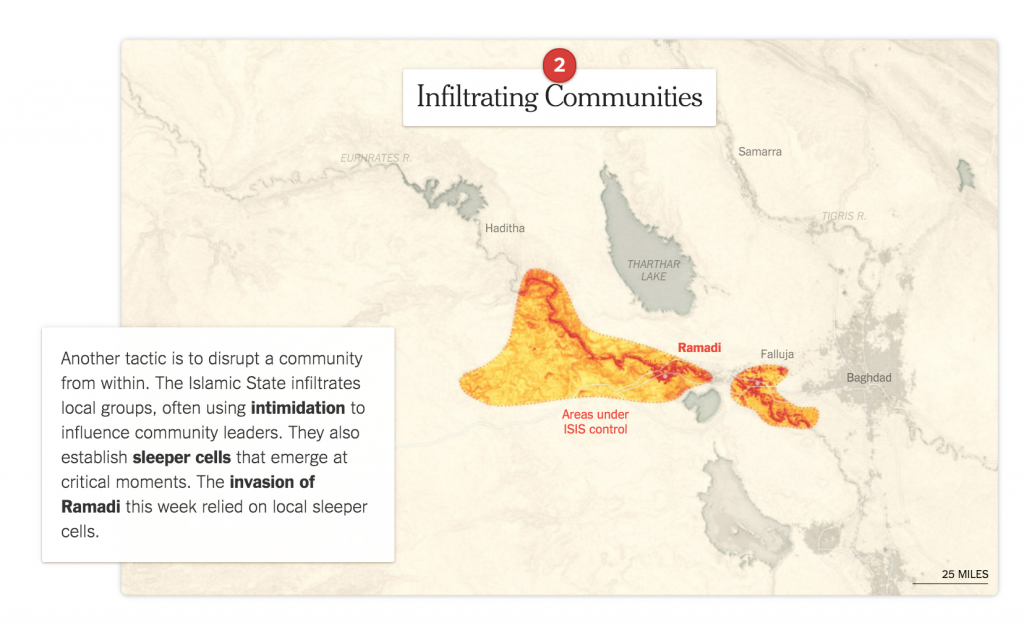 2
Infiltrating Communities
Samarra
EUPHRATES R.
TIGRIS R.
Haditha
THARTHAR
LAKE
Ramadi
Falluja
Baghdad
Areas under
ISIS control
Another tactic is to disrupt a community
from within. The Islamic State infiltrates
local groups, often using intimidation to
influence community leaders. They also
establish sleeper cells that emerge at
critical moments. The invasion of
Ramadi this week relied on local sleeper
cells.
25 MILES